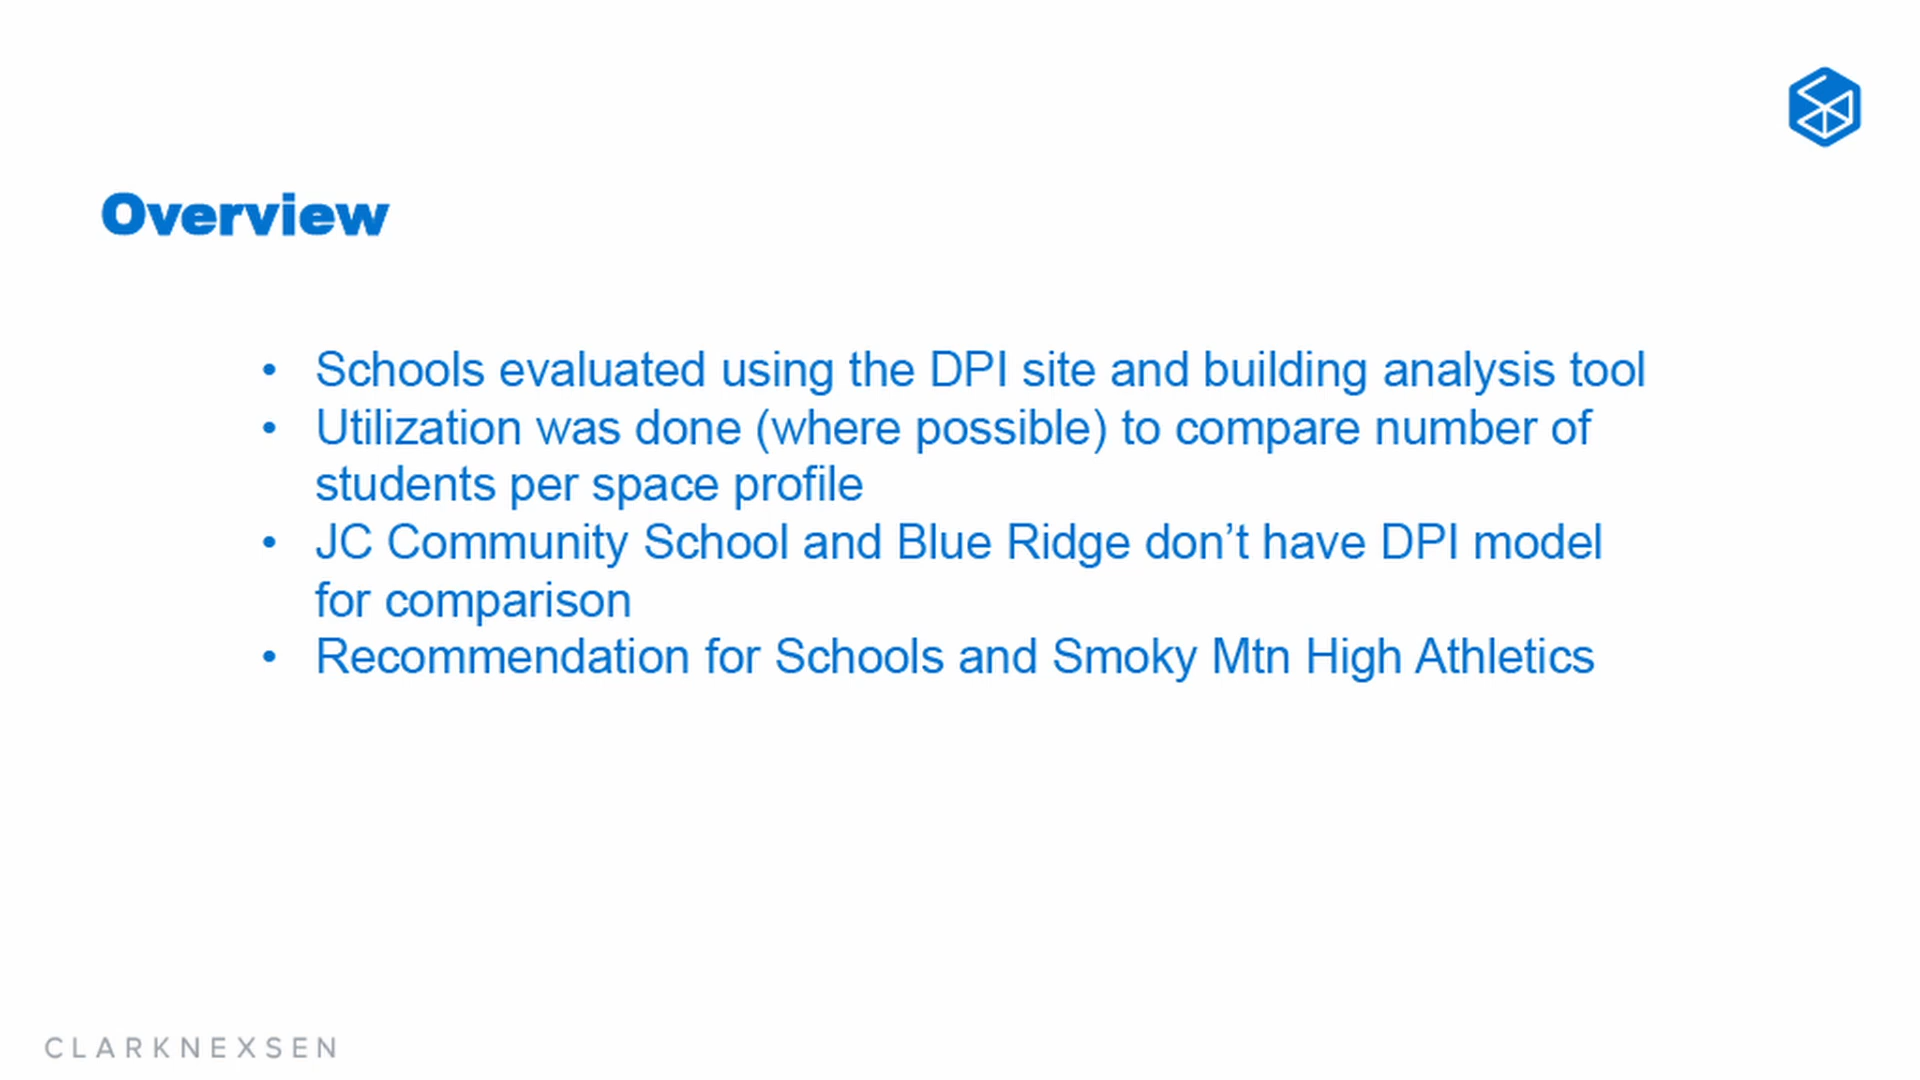 Overview
• Schools evaluated using the DPI site and building analysis tool
• Utilization was done (where possible) to compare number of
students per space profile
• JC Community School and Blue Ridge don’t have DPI model
for comparison
• Recommendation for Schools and Smoky Mtn High Athletics
CLARKNEXSEN